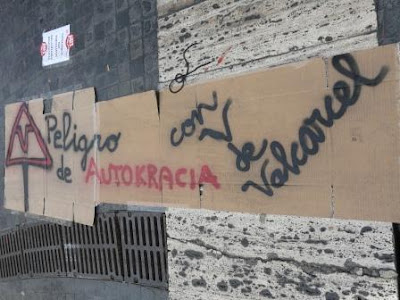 Peligro
de AUTOKRACIA
con V
de Valcarcel